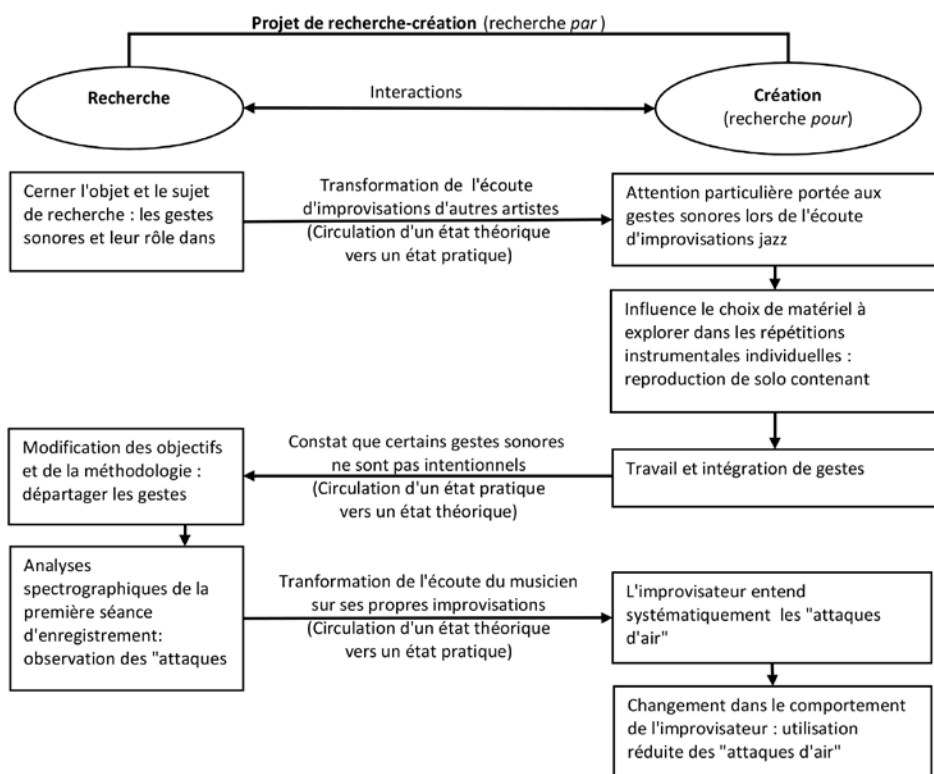 Projet de recherche-création (recherche par )
Recherche
Interactions
Création
(recherche pour)
Cerner l'objet et le sujet
de recherche : les gestes
sonores et leur rôle dans
Transformation de l'écoute
d'improvisations d'autres artistes
(Circulation d'un état théorique
vers un état pratique)
Attention particulière portée aux
gestes sonores lors de l'écoute
d'improvisations jazz
Influence le choix de matériel à
explorer dans les répétitions
instrumentales individuelles :
reproduction de solo contenant
Modification des objectifs
et de la méthodologie :
départager les gestes
Constat que certains gestes sonores
ne sont pas intentionnels
(Circulation d'un état pratique
vers un état théorique)
Travail et intégration de gestes
Analyses
spectrographiques de la
première séance
d'enregistrement:
observation des "attaques
Tranformation de l'écoute du musicien
sur ses propres improvisations
(Circulation d'un état théorique
vers un état pratique)
L'improvisateur entend
systématiquement les "attaques
d'air"
Changement dans le comportement
de l'improvisateur : utilisation
réduite des "attaques d'air"